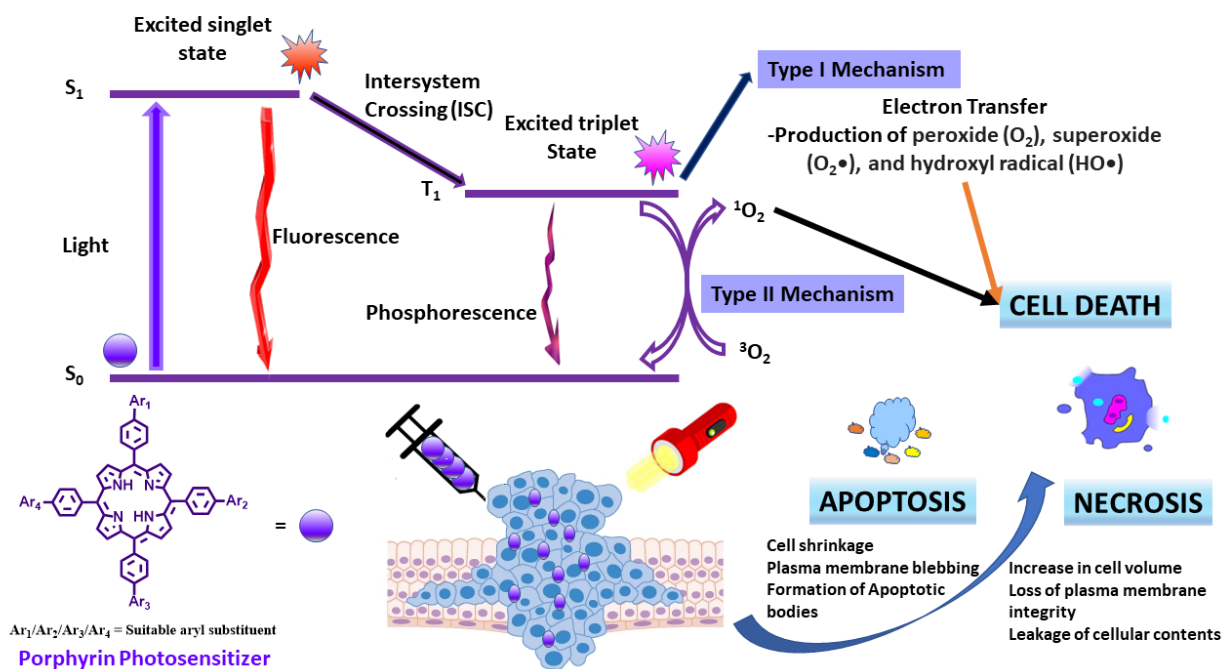 Excited singlet
state
S₁
Intersystem
Crossing (ISC)
Excited triplet
State
T₁
Type I Mechanism
Electron Transfer
-Production of peroxide (O₂), superoxide
(O₂•), and hydroxyl radical (HO•)
Light
Fluorescence
Phosphorescence
¹O₂
Type II Mechanism
³O₂
CELL DEATH
S₀
Ar₁
Ar₄
NH
N
N
HN
Ar₂
Ar₃
=
Ar₁/Ar₂/Ar₃/Ar₄ = Suitable aryl substituent
Porphyrin Photosensitizer
APOPTOSIS
Cell shrinkage
Plasma membrane blebbing
Formation of Apoptotic
bodies
NECROSIS
Increase in cell volume
Loss of plasma membrane
integrity
Leakage of cellular contents